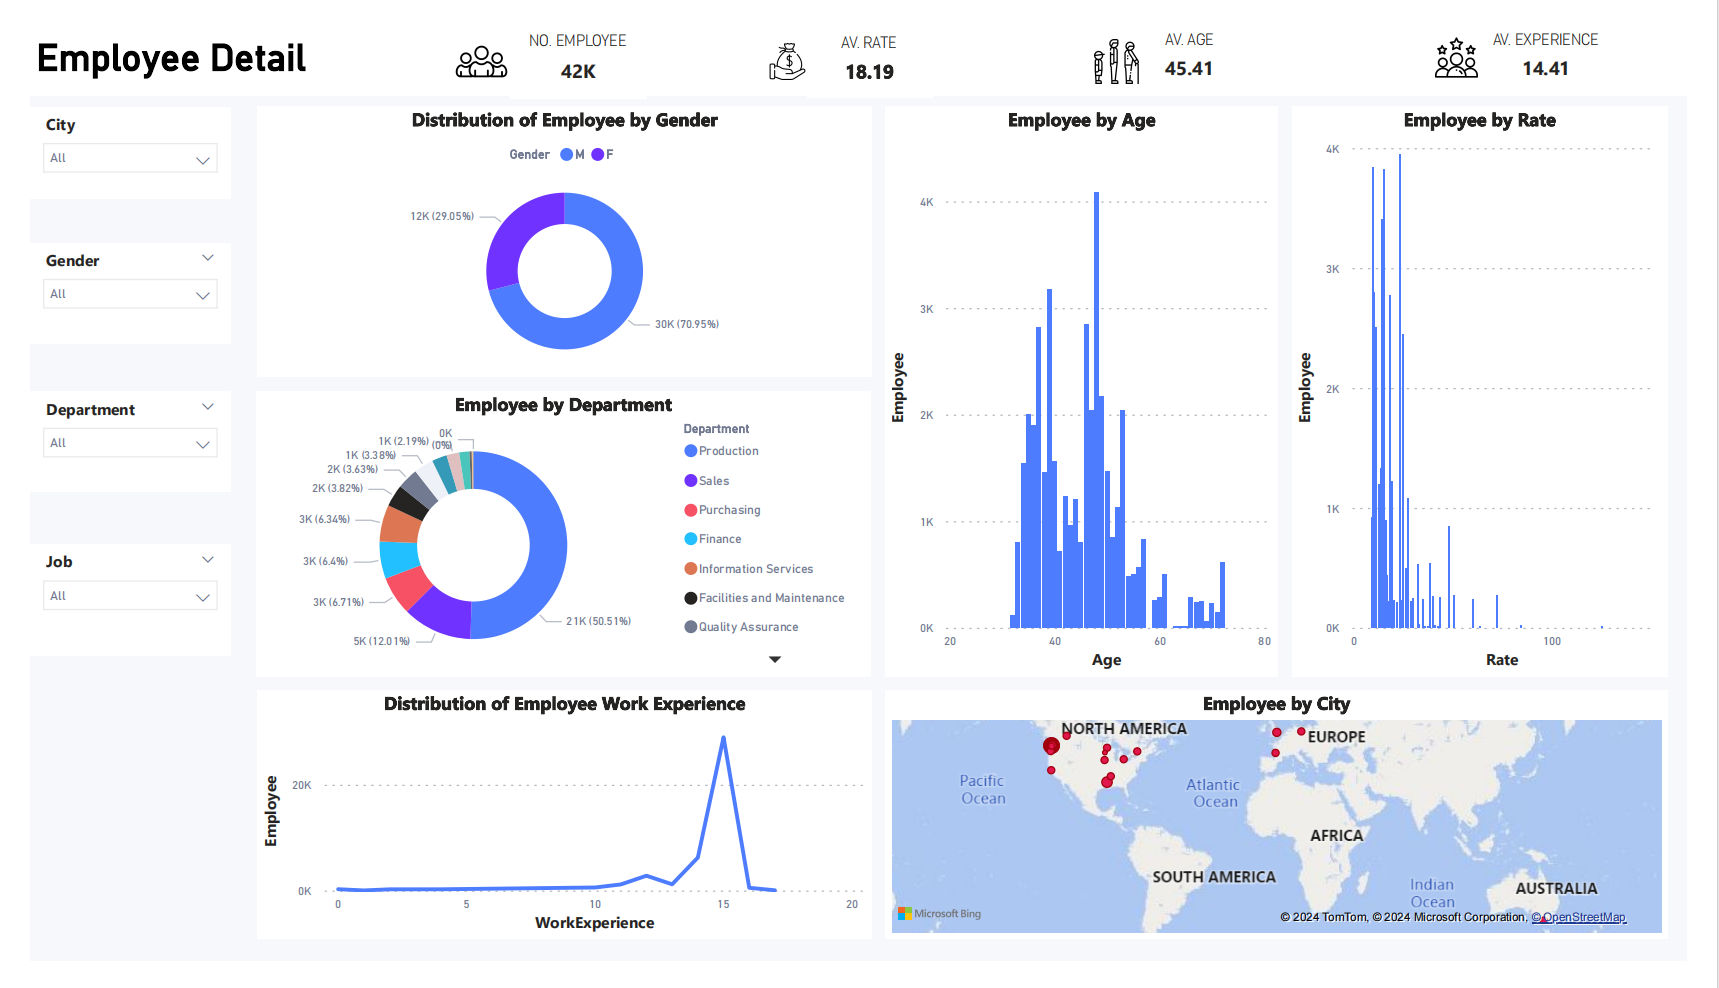 Employee Detail
NO. EMPLOYEE
42K
AV. RATE
18.19
AV. AGE
45.41
AV. EXPERIENCE
14.41
City
All
Gender
All
Department
All
Job
All
Distribution of Employee by Gender
Gender M F
12K (29.05%)
30K (70.95%)
Employee by Department
0K
(0%)
1K (2.19%)
1K (3.38%)
2K (3.63%)
2K (3.82%)
3K (6.34%)
3K (6.4%)
3K (6.71%)
5K (12.01%)
21K (50.51%)
Department
Production
Sales
Purchasing
Finance
Information Services
Facilities and Maintenance
Quality Assurance
Employee by Age
Employee
4K
3K
2K
1K
0K
20 40 60 80
Age
Employee by Rate
Employee
4K
3K
2K
1K
0K
0 100
Rate
Distribution of Employee Work Experience
Employee
20K
0K
0 5 10 15 20
WorkExperience
Employee by City
NORTH AMERICA
EUROPE
Pacific
Ocean
Atlantic
Ocean
AFRICA
SOUTH AMERICA
Indian
Ocean
AUSTRALIA
Microsoft Bing
© 2024 TomTom, © 2024 Microsoft Corporation, © OpenStreetMap